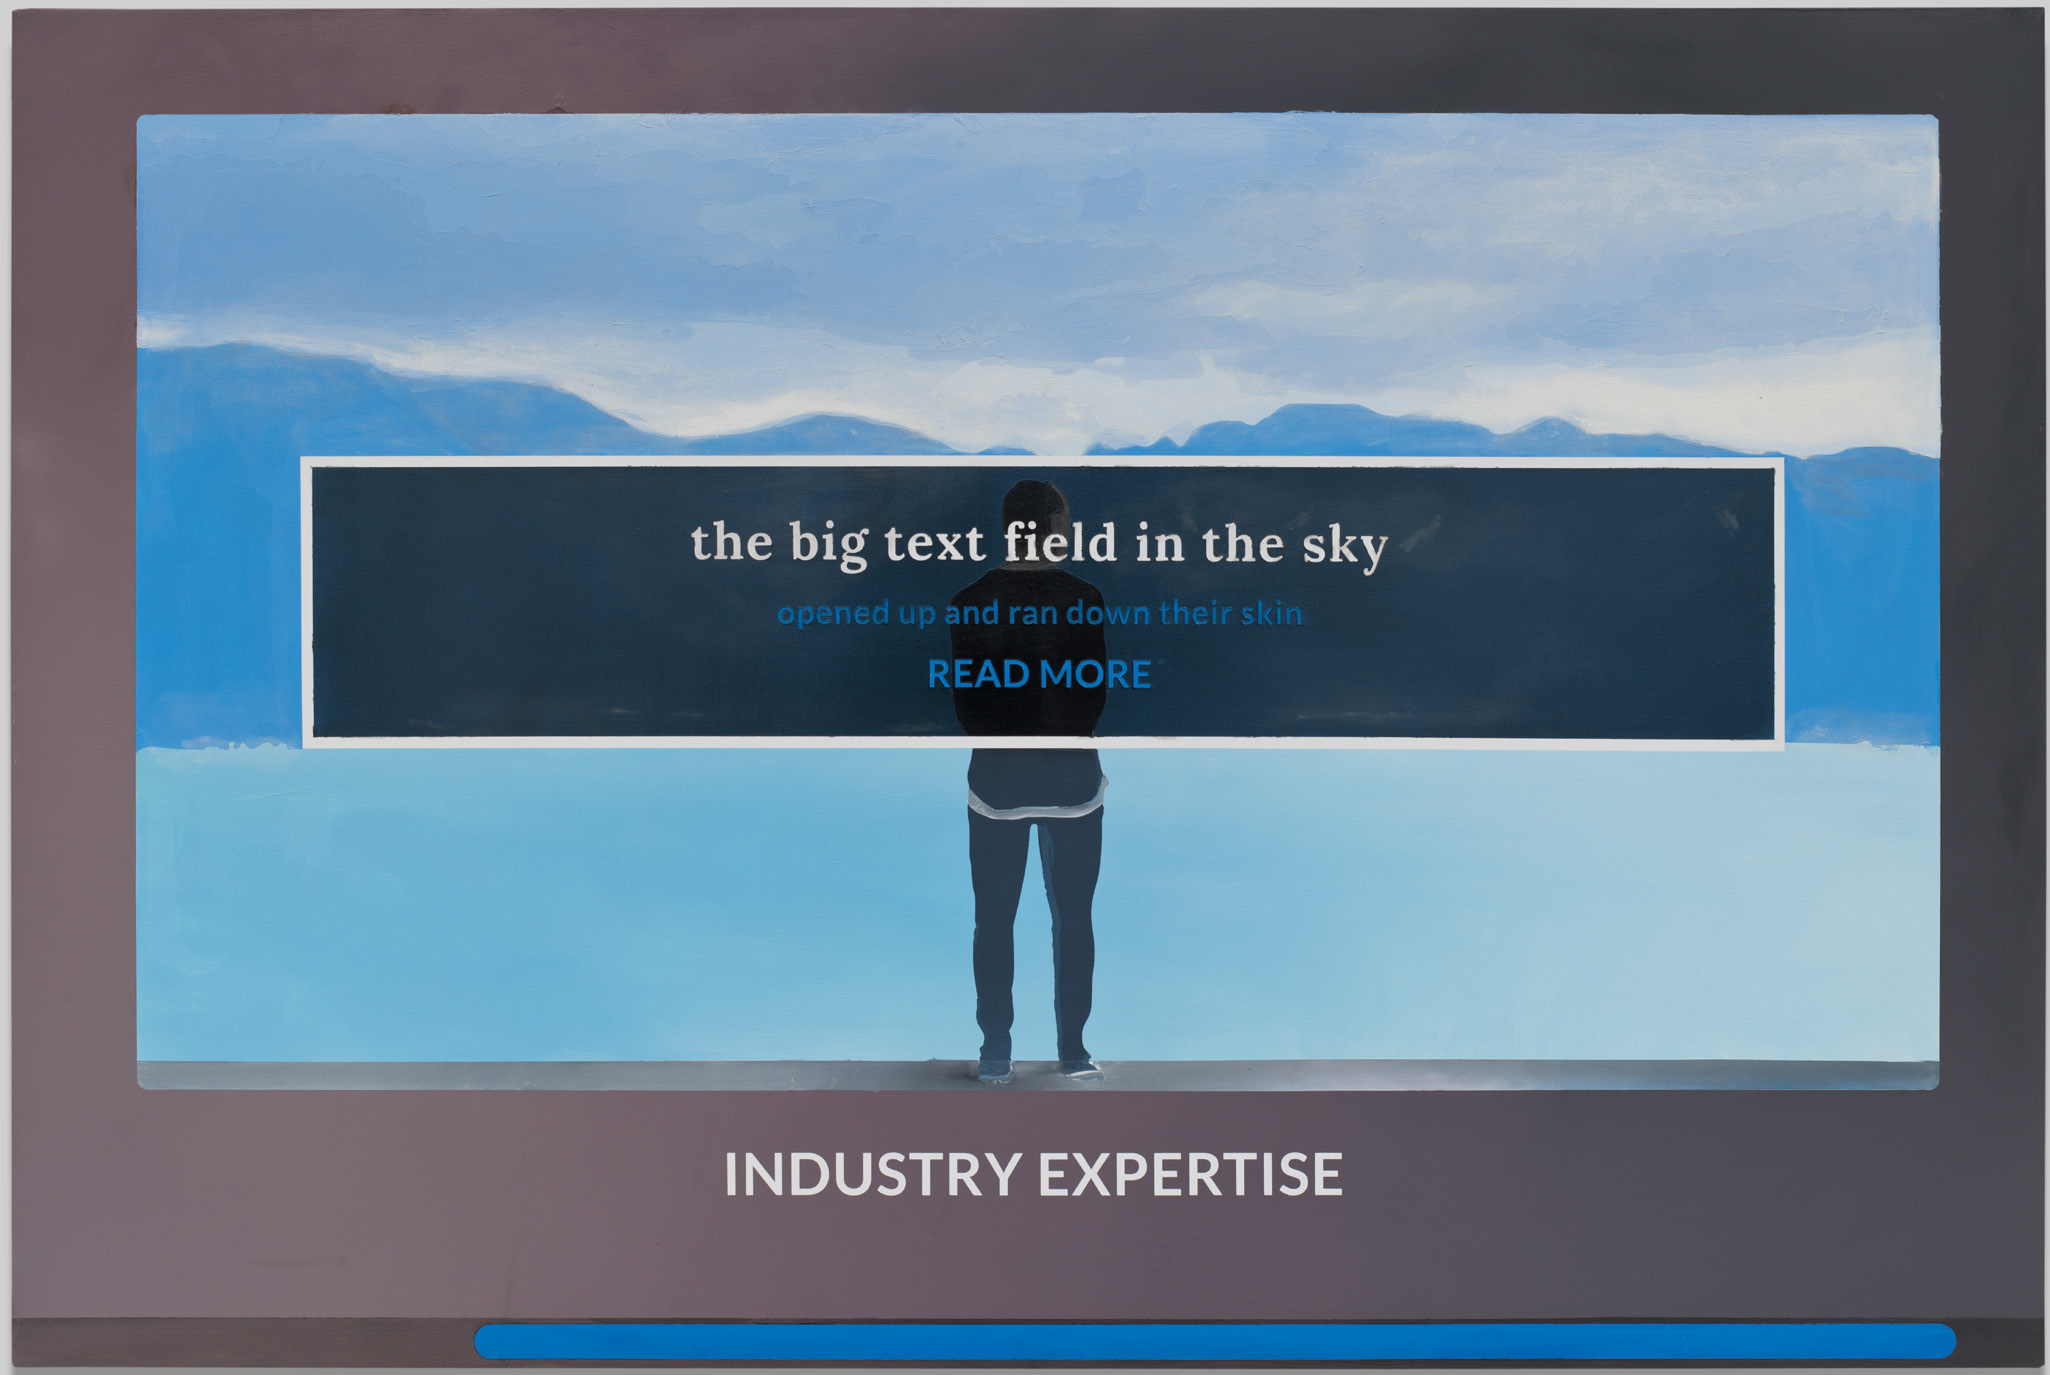 the big text field in the sky
opened up and ran down their skin
READ MORE
INDUSTRY EXPERTISE